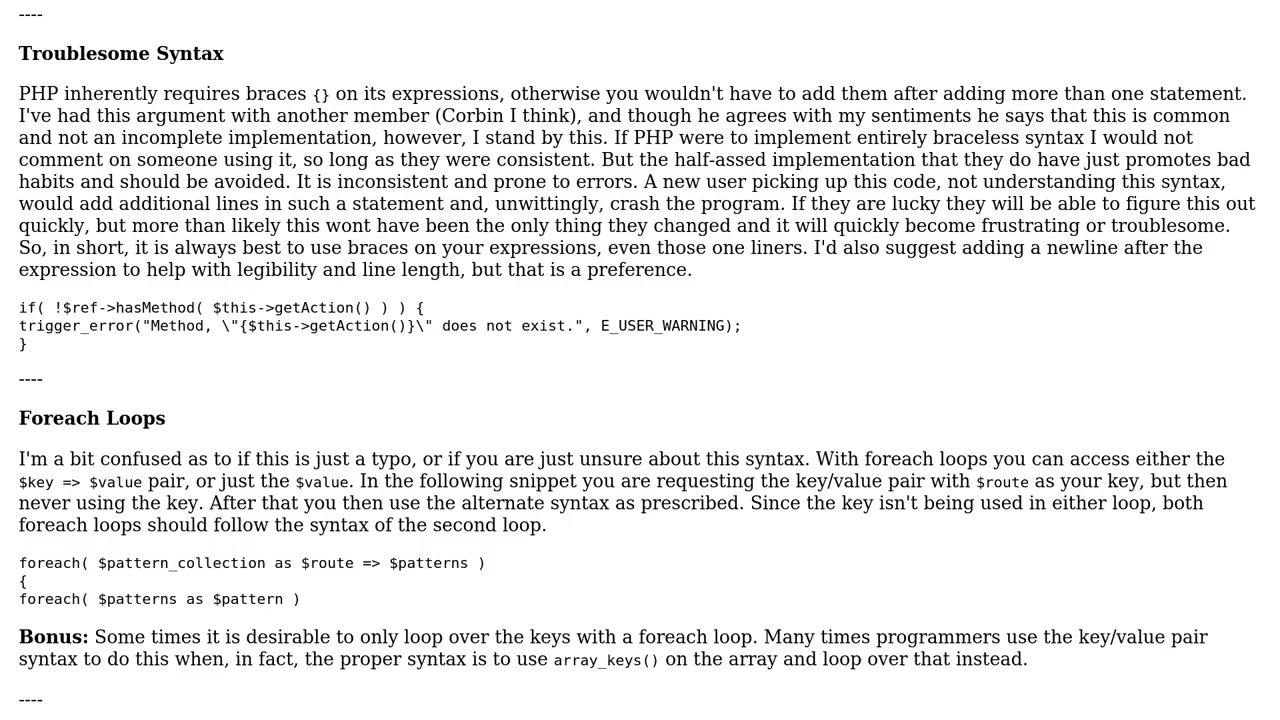 ----
Troublesome Syntax
PHP inherently requires braces {} on its expressions, otherwise you wouldn't have to add them after adding more than one statement.
I've had this argument with another member (Corbin I think), and though he agrees with my sentiments he says that this is common
and not an incomplete implementation, however, I stand by this. If PHP were to implement entirely braceless syntax I would not
comment on someone using it, so long as they were consistent. But the half-assed implementation that they do have just promotes bad
habits and should be avoided. It is inconsistent and prone to errors. A new user picking up this code, not understanding this syntax,
would add additional lines in such a statement and, unwittingly, crash the program. If they are lucky they will be able to figure this out
quickly, but more than likely this wont have been the only thing they changed and it will quickly become frustrating or troublesome.
So, in short, it is always best to use braces on your expressions, even those one liners. I'd also suggest adding a newline after the
expression to help with legibility and line length, but that is a preference.
if( !$ref->hasMethod( $this->getAction() ) ) {
trigger_error("Method, \"{$this->getAction()}\" does not exist.", E_USER_WARNING);
}
----
Foreach Loops
I'm a bit confused as to if this is just a typo, or if you are just unsure about this syntax. With foreach loops you can access either the
$key => $value pair, or just the $value. In the following snippet you are requesting the key/value pair with $route as your key, but then
never using the key. After that you then use the alternate syntax as prescribed. Since the key isn't being used in either loop, both
foreach loops should follow the syntax of the second loop.
foreach( $pattern_collection as $route => $patterns )
{
foreach( $patterns as $pattern )
Bonus: Some times it is desirable to only loop over the keys with a foreach loop. Many times programmers use the key/value pair
syntax to do this when, in fact, the proper syntax is to use array_keys() on the array and loop over that instead.
----